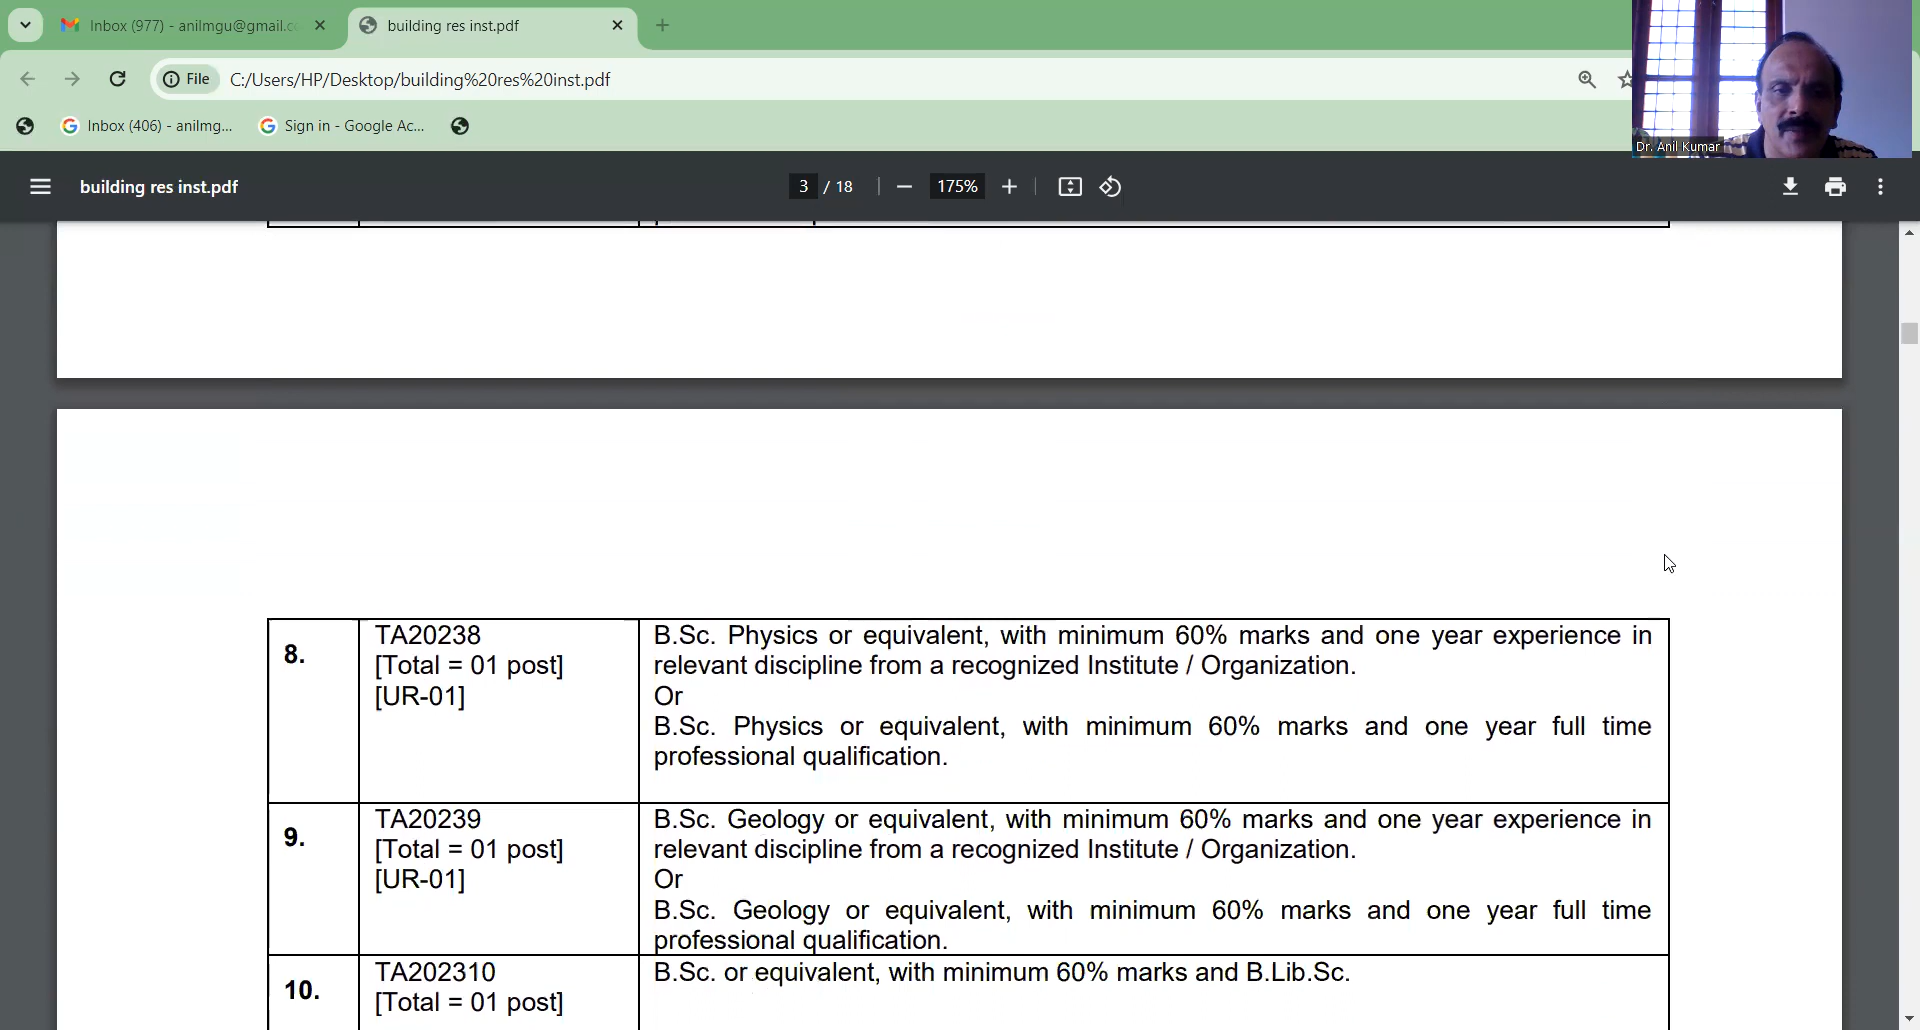 Inbox (977) - anilmgu@gmail.c
building res inst.pdf
File
C:/Users/HP/Desktop/building%20res%20inst.pdf
Inbox (406) - anilmg...
Sign in - Google Ac...
Dr. Anil Kumar
building res inst.pdf
3 / 18
175%
8.
TA20238
[Total = 01 post]
[UR-01]
B.Sc. Physics or equivalent, with minimum 60% marks and one year experience in
relevant discipline from a recognized Institute / Organization.
Or
B.Sc. Physics or equivalent, with minimum 60% marks and one year full time
professional qualification.
9.
TA20239
[Total = 01 post]
[UR-01]
B.Sc. Geology or equivalent, with minimum 60% marks and one year experience in
relevant discipline from a recognized Institute / Organization.
Or
B.Sc. Geology or equivalent, with minimum 60% marks and one year full time
professional qualification.
10.
TA202310
[Total = 01 post]
B.Sc. or equivalent, with minimum 60% marks and B.Lib.Sc.